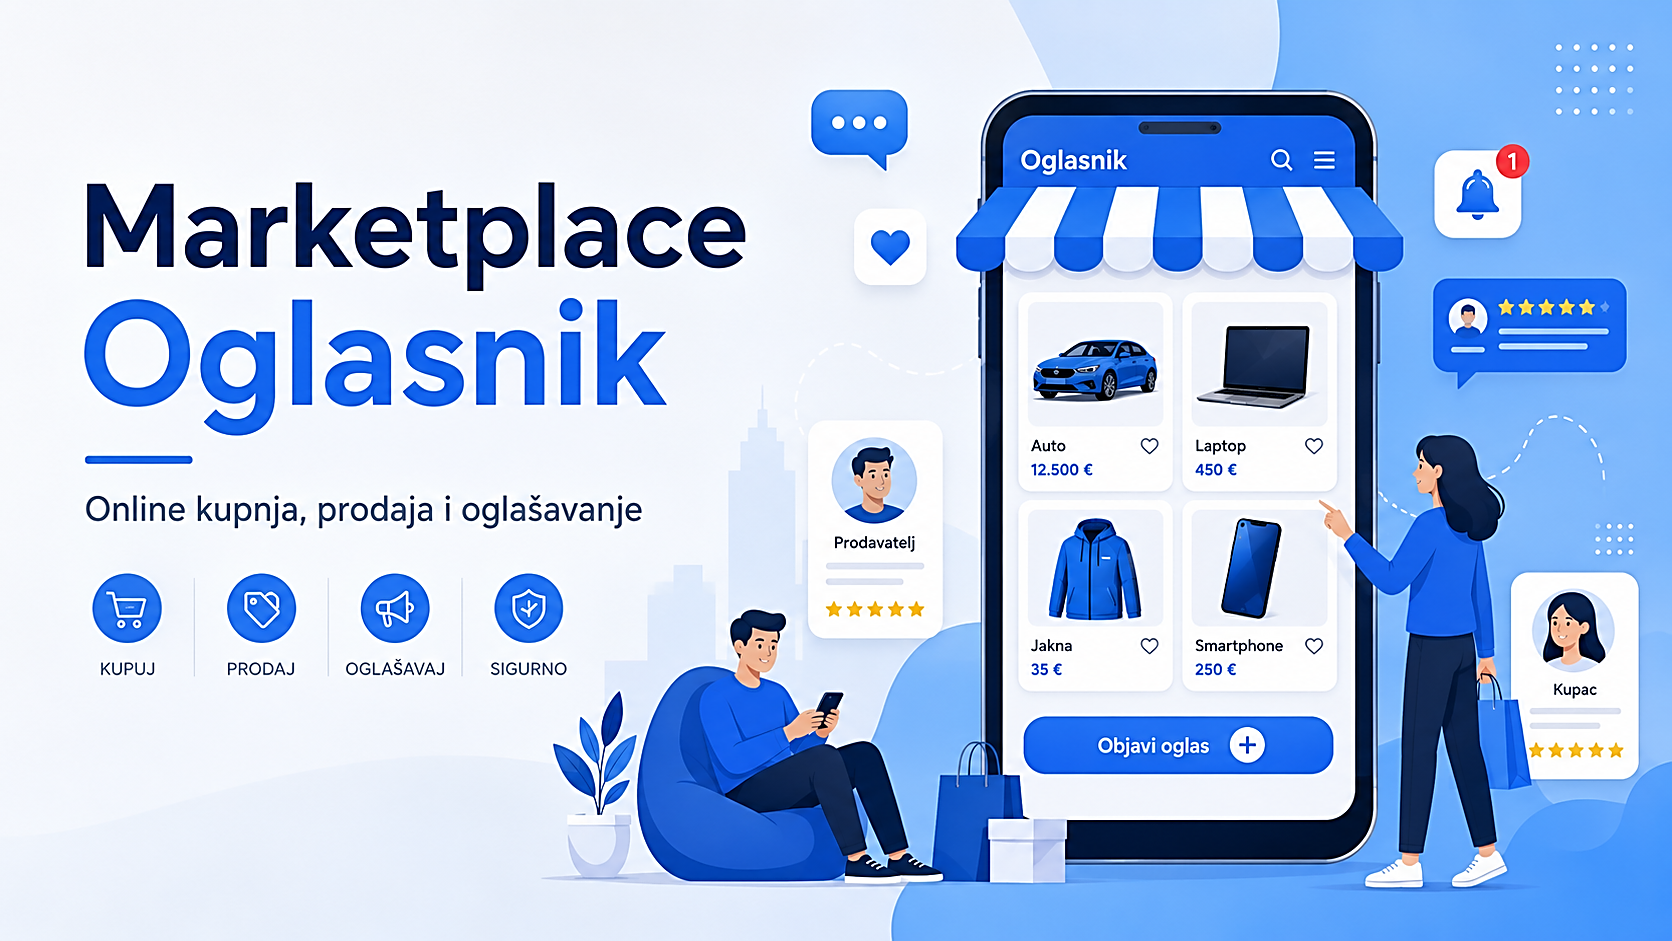 Marketplace
Oglasnik
Online kupnja, prodaja i oglašavanje
KUPUJ
PRODAJ
OGLAŠAVAJ
SIGURNO
Prodavatelj
Oglasnik
Auto
12.500 €
Laptop
450 €
Jakna
35 €
Smartphone
250 €
Objavi oglas
1
Kupac